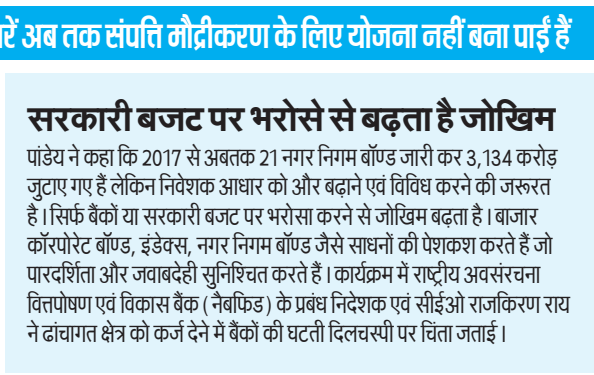 अब तक संपत्ति मौद्रीकरण के लिए योजना नहीं बना पाईं हैं
सरकारी बजट पर भरोसे से बढ़ता है जोखिम
पांडेय ने कहा कि 2017 से अबतक 21 नगर निगम बॉण्ड जारी कर 3,134 करोड़
जुटाए गए हैं लेकिन निवेशक आधार को और बढ़ाने एवं विविध करने की जरूरत
है। सिर्फ बैंकों या सरकारी बजट पर भरोसा करने से जोखिम बढ़ता है। बाजार
कॉरपोरेट बॉण्ड, इंडेक्स, नगर निगम बॉण्ड जैसे साधनों की पेशकश करते हैं जो
पारदर्शिता और जवाबदेही सुनिश्चित करते हैं। कार्यक्रम में राष्ट्रीय अवसंरचना
वित्तपोषण एवं विकास बैंक (नैबफिड) के प्रबंध निदेशक एवं सीईओ राजकिरण राय
ने ढांचागत क्षेत्र को कर्ज देने में बैंकों की घटती दिलचस्पी पर चिंता जताई।